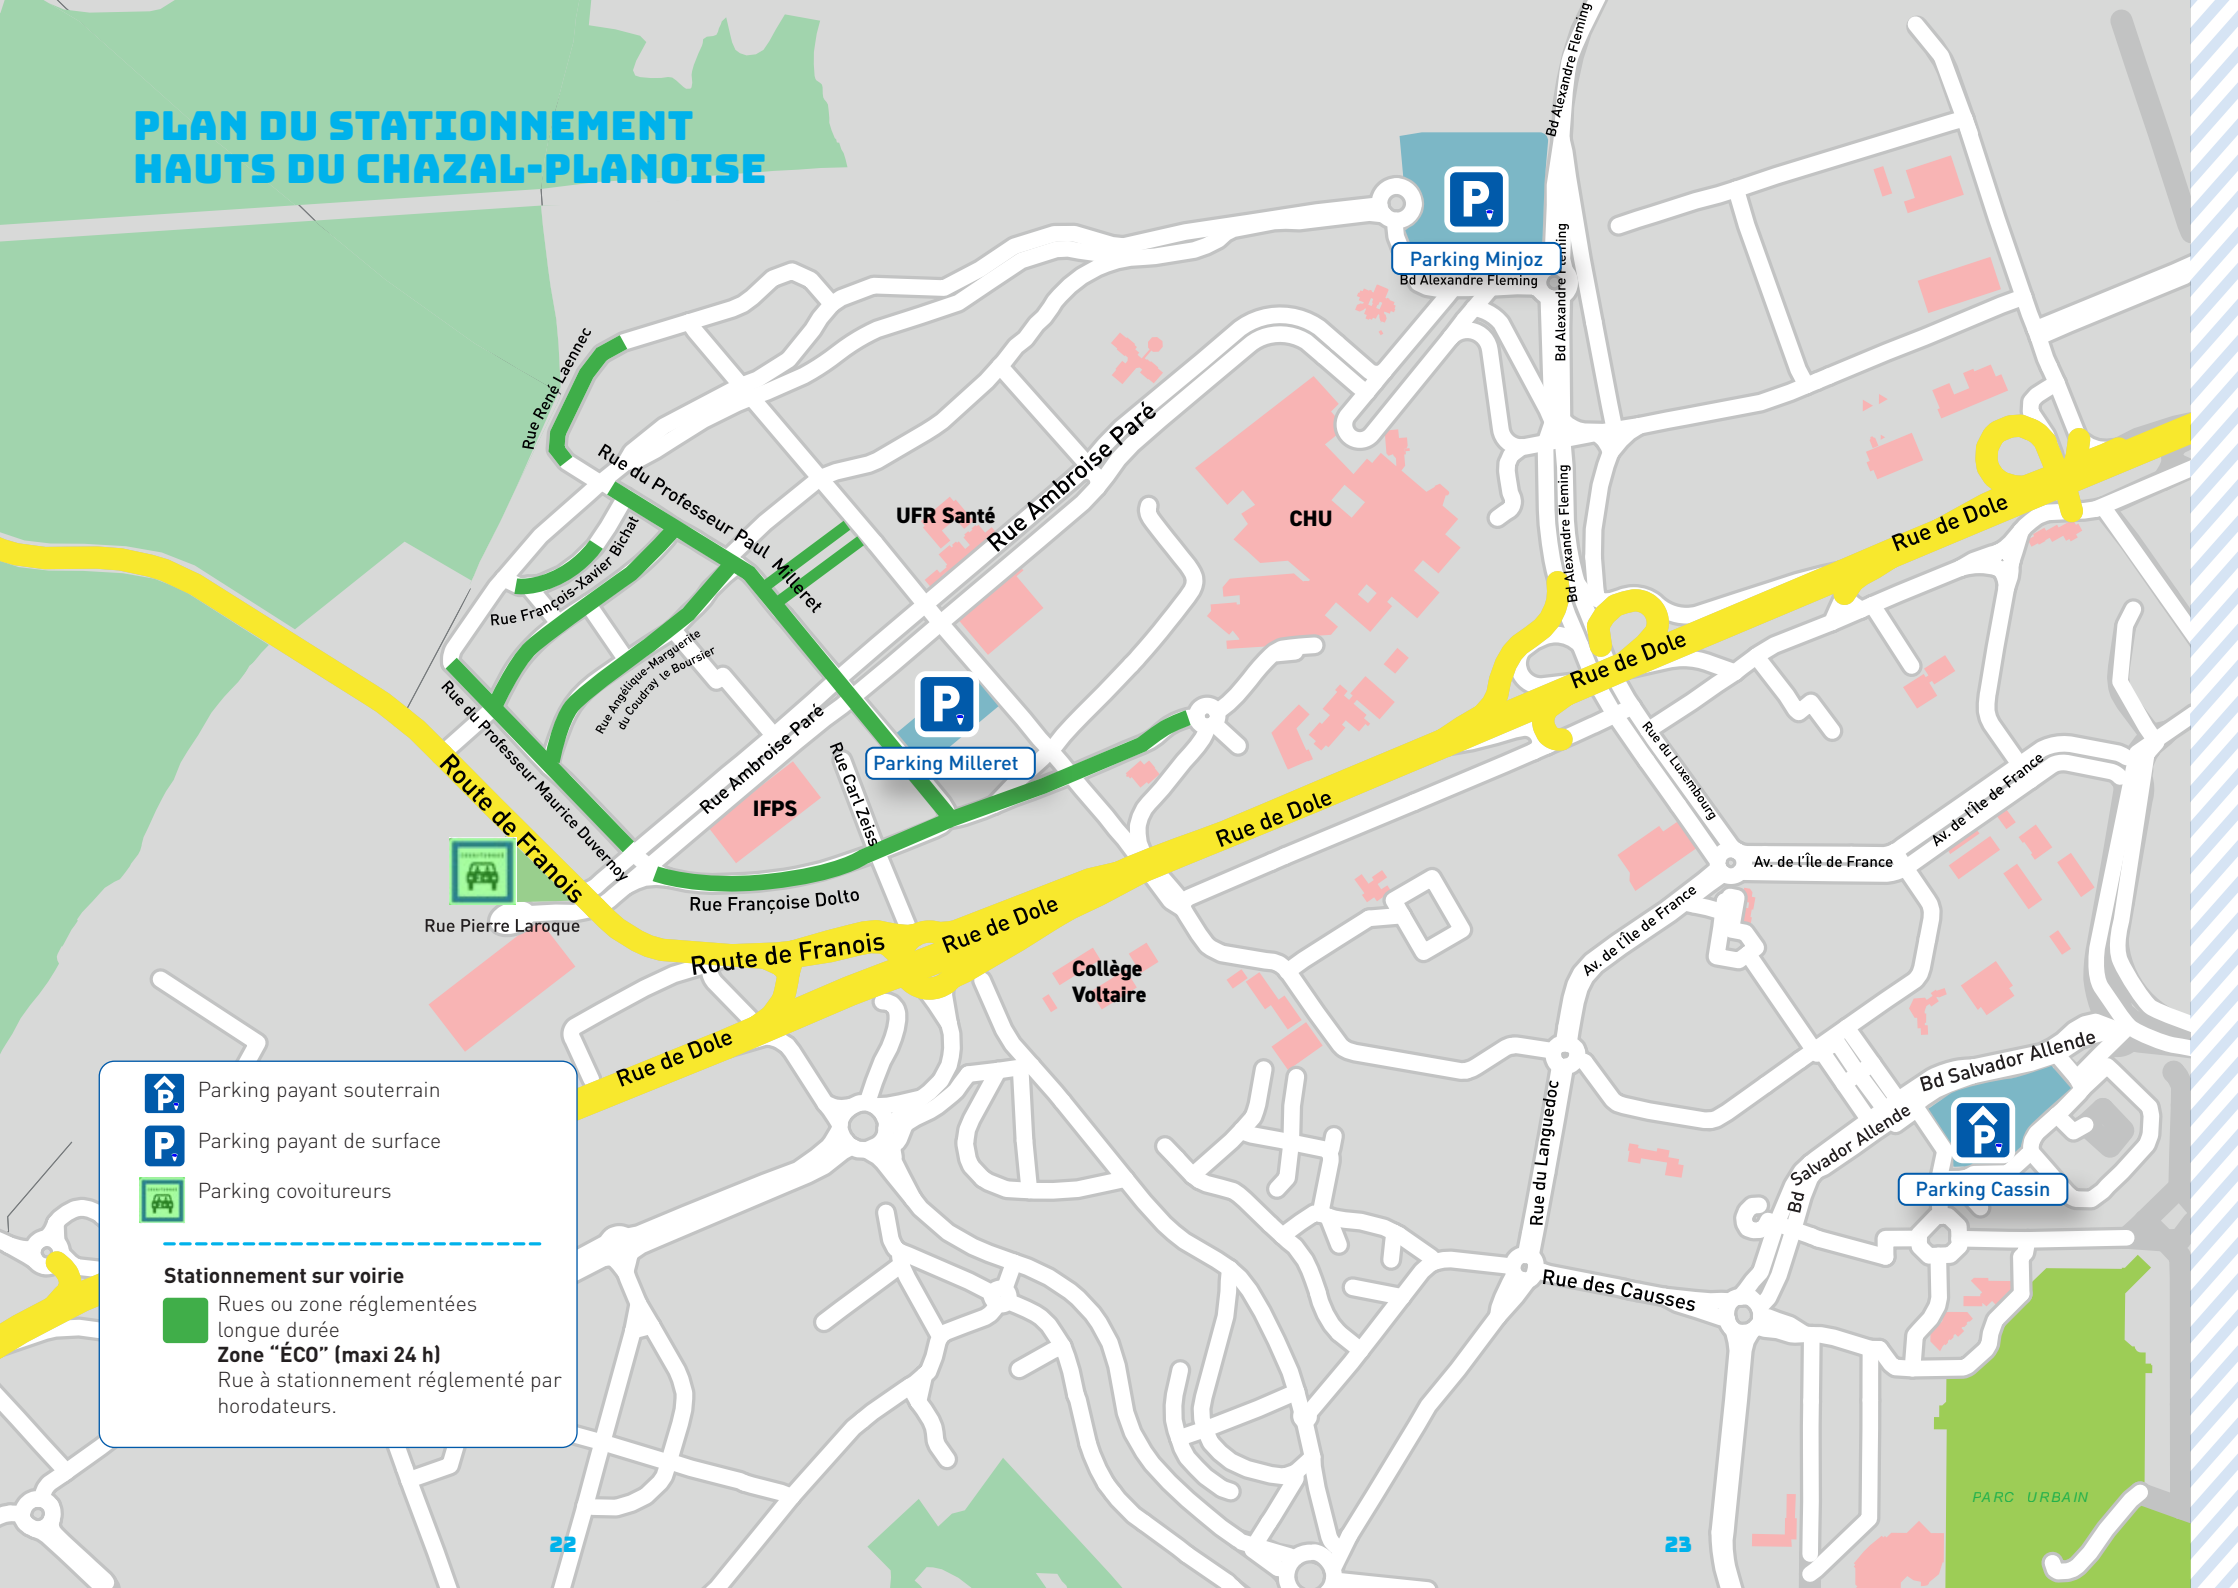 PLAN DU STATIONNEMENT
HAUTS DU CHAZAL-PLANOISE
Bd Alexandre Fleming
Parking Minjoz
Bd Alexandre Fleming
Bd Alexandre Fleming
Bd Alexandre Fleming
Rue René Laennec
Rue du Professeur Paul Milleret
Rue François-Xavier Bichat
Rue Angélique-Marguerite
du Coudray le Boursier
Rue du Professeur Maurice Duvernoy
UFR Santé
Rue Ambroise Paré
CHU
Rue de Dole
Rue de Dole
P
Parking Milleret
Rue Ambroise Paré
IFPS
Rue Carl Zeiss
Route de Franois
Rue Pierre Laroque
Rue Françoise Dolto
Route de Franois
Rue de Dole
Rue de Dole
Rue de Dole
Collège
Voltaire
Rue du Luxembourg
Av. de l'Île de France
Av. de l'Île de France
Av. de l'Île de France
Bd Salvador Allende
Bd Salvador Allende
P
Parking Cassin
Rue du Languedoc
Rue des Causses
PARC URBAIN
P
P Parking payant souterrain
P Parking payant de surface
Parking covoitureurs
Stationnement sur voirie
Rues ou zone réglementées
longue durée
Zone “ÉCO” (maxi 24 h)
Rue à stationnement réglementé par
horodateurs.
22
23